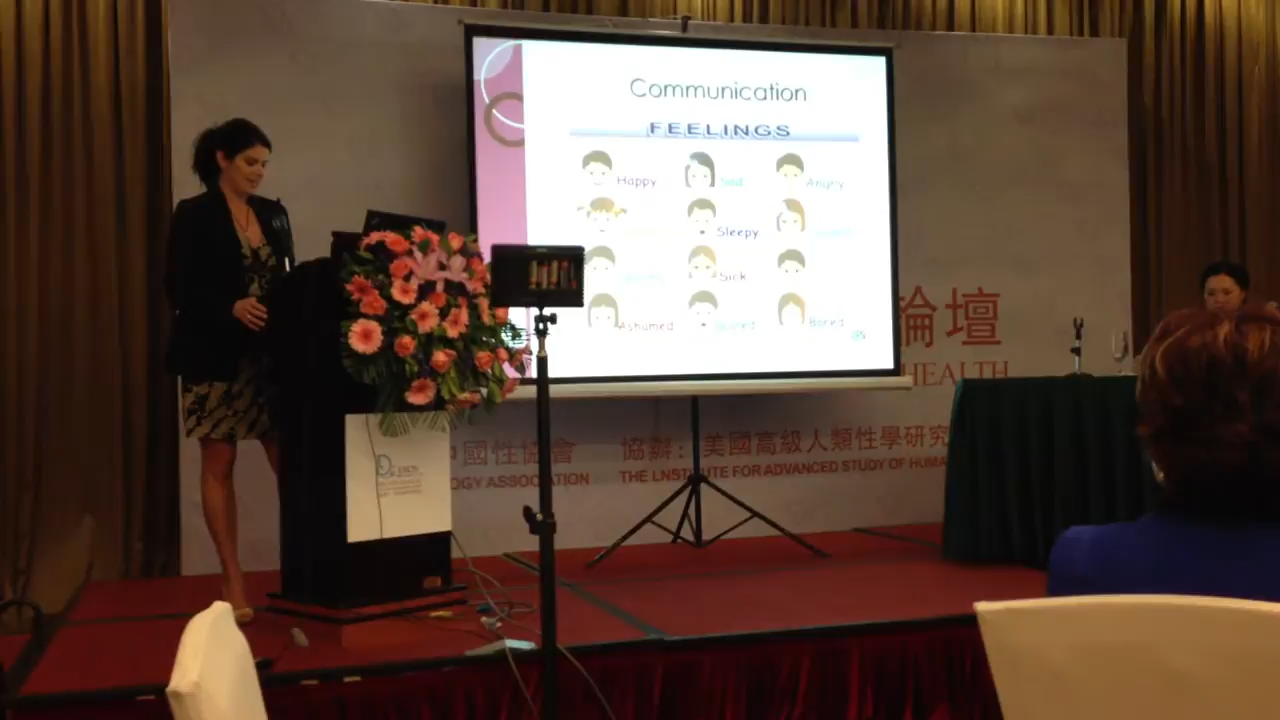 Communication
FEELINGS
Happy Sad Angry
Sleepy
Sick
Ashamed Bored
論壇
HEALTH
中國性協會 協辦：美國高級人類性學研究
OGY ASSOCIATION THE LNSTITUTE FOR ADVANCED STUDY OF HUMA